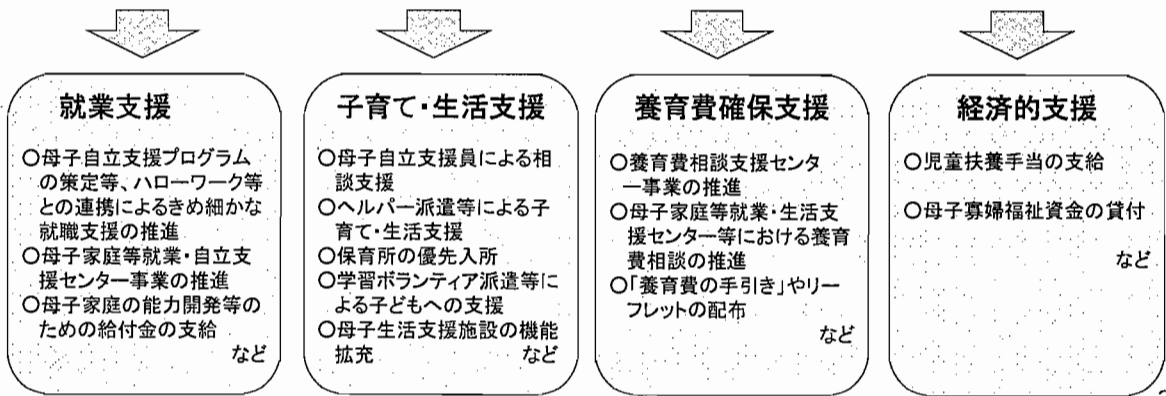 就業支援
〇母子自立支援プログラム
の策定等、ハローワーク等
との連携によるきめ細かな
就職支援の推進
〇母子家庭等就業・自立支
援センター事業の推進
〇母子家庭の能力開発等の
ための給付金の支給
など
子育て・生活支援
〇母子自立支援員による相
談支援
〇ヘルパー派遣等による子
育て・生活支援
〇保育所の優先入所
〇学習ボランティア派遣等に
よる子どもへの支援
〇母子生活支援施設の機能
拡充 など
養育費確保支援
〇養育費相談支援センタ
ー事業の推進
〇母子家庭等就業・生活支
援センター等における養育
費相談の推進
〇「養育費の手引き」やリー
フレットの配布
など
経済的支援
〇児童扶養手当の支給
〇母子寡婦福祉資金の貸付
など